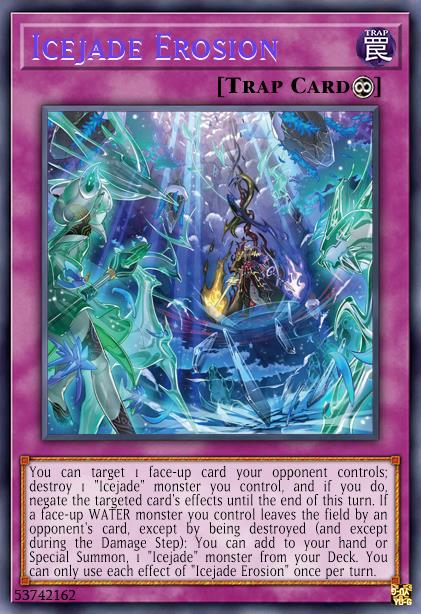 Icejade Erosion
TRAP
罠
[Trap Card]
You can target 1 face-up card your opponent controls;
destroy 1 "Icejade" monster you control, and if you do,
negate the targeted card's effects until the end of this turn. If
a face-up WATER monster you control leaves the field by an
opponent's card, except by being destroyed (and except
during the Damage Step): You can add to your hand or
Special Summon, 1 "Icejade" monster from your Deck. You
can only use each effect of "Icejade Erosion" once per turn.
53742162